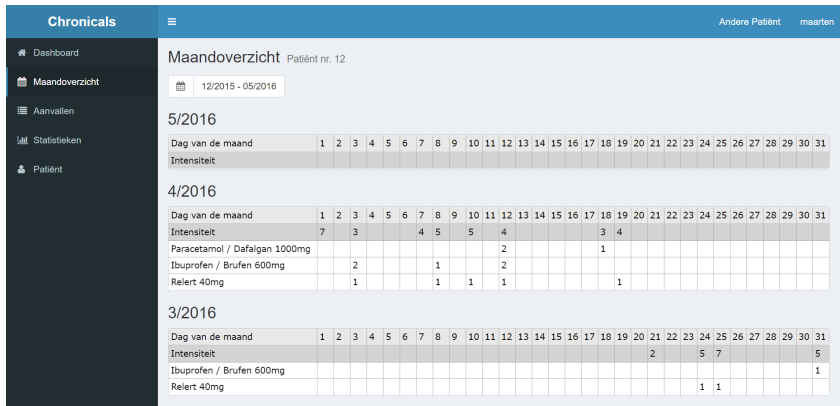 Chronicals
Andere Patiënt maarten
Dashboard
Maandoverzicht
Aanvallen
Statistieken
Patiënt
Maandoverzicht Patiënt nr. 12
12/2015 - 05/2016
5/2016
Dag van de maand 1 2 3 4 5 6 7 8 9 10 11 12 13 14 15 16 17 18 19 20 21 22 23 24 25 26 27 28 29 30 31
Intensiteit
4/2016
Dag van de maand 1 2 3 4 5 6 7 8 9 10 11 12 13 14 15 16 17 18 19 20 21 22 23 24 25 26 27 28 29 30 31
Intensiteit 7 3 4 5 5 4 3 4
Paracetamol / Dafalgan 1000mg 2 1
Ibuprofen / Brufen 600mg 2 1 2
Relert 40mg 1 1 1 1 1
3/2016
Dag van de maand 1 2 3 4 5 6 7 8 9 10 11 12 13 14 15 16 17 18 19 20 21 22 23 24 25 26 27 28 29 30 31
Intensiteit 2 5 7 5
Ibuprofen / Brufen 600mg 1
Relert 40mg 1 1